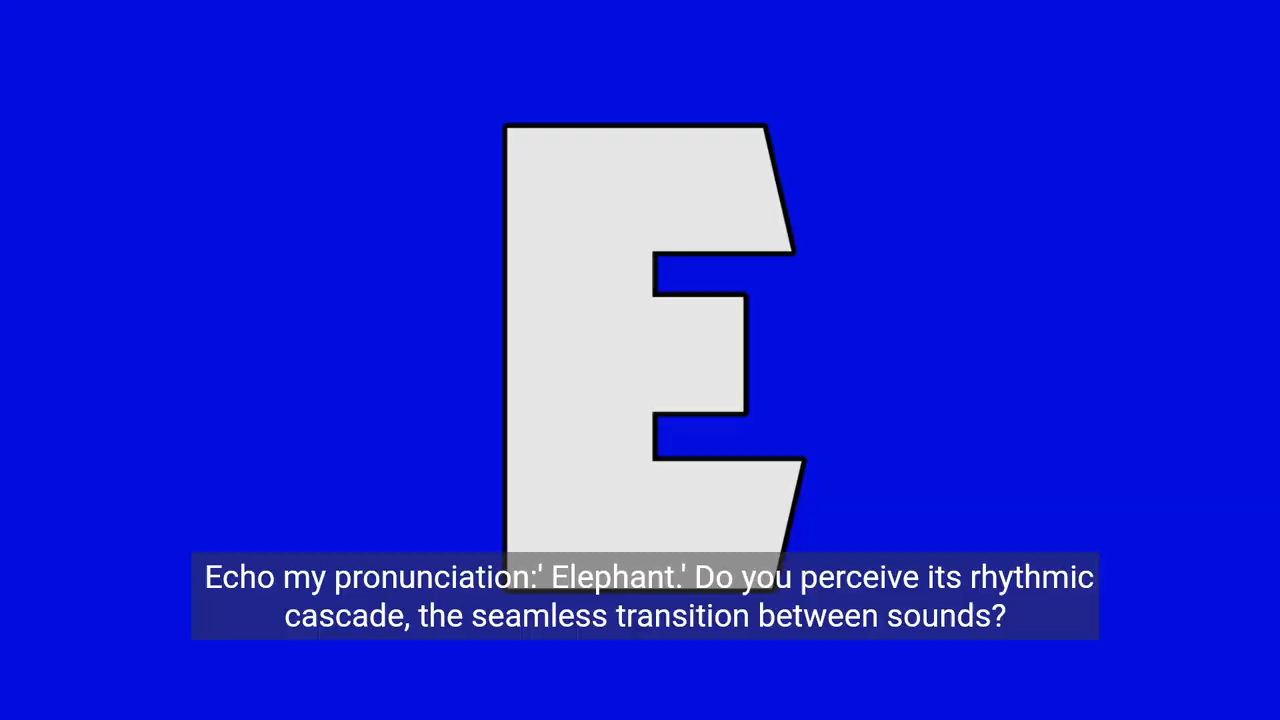 E
Echo my pronunciation:' Elephant.' Do you perceive its rhythmic
cascade, the seamless transition between sounds?